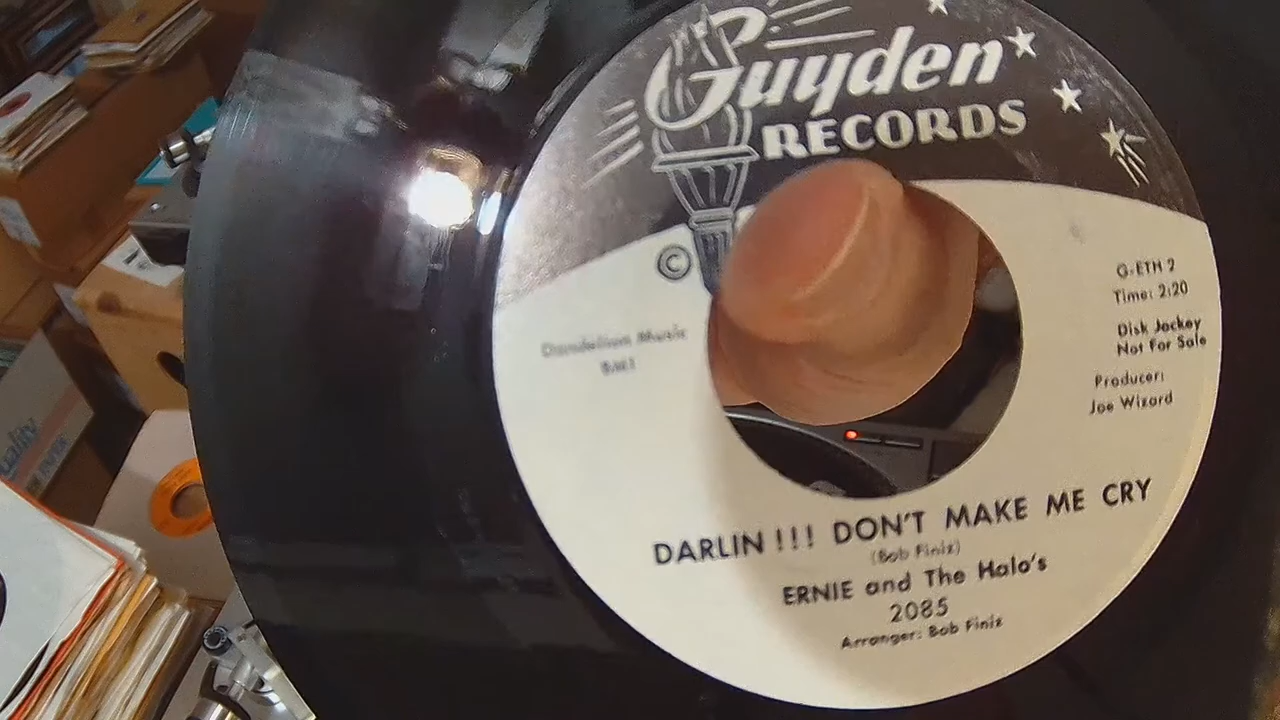 Guyden
RECORDS
©
G-ETH 2
Time: 2:20
Dandelion Music
BMI
Disk Jockey
Not For Sale
Producer:
Joe Wizard
DARLIN!!! DON'T MAKE ME CRY
(Bob Finiz)
ERNIE and The Halo's
2085
Arranger: Bob Finiz